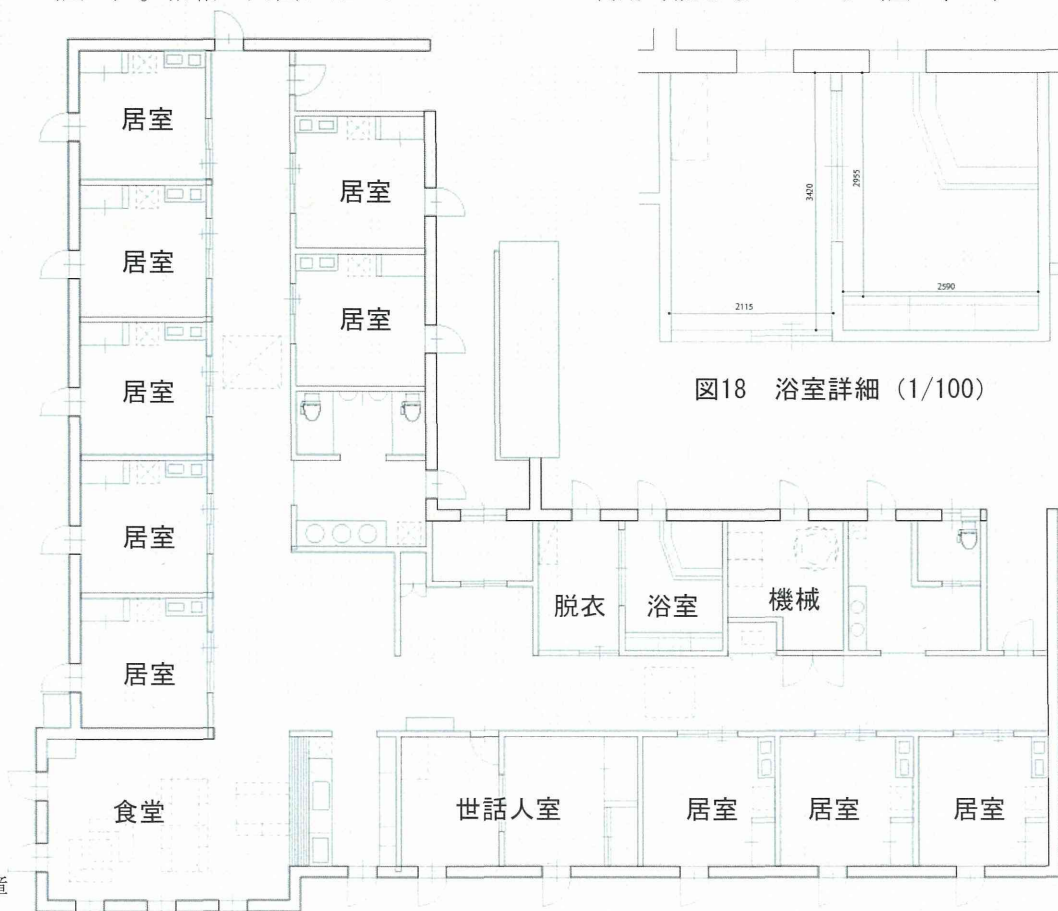 居室
居室
居室
居室
居室
居室
居室
3420
2955
2590
2115
図18　浴室詳細（1/100）
脱衣
浴室
機械
食堂
世話人室
居室
居室
居室